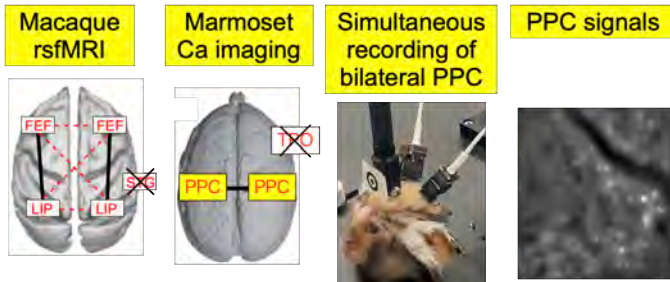 Macaque
rsfMRI
Marmoset
Ca imaging
Simultaneous
recording of
bilateral PPC
PPC signals
FEF
FEF
STG
LIP
LIP
TPO
PPC
PPC